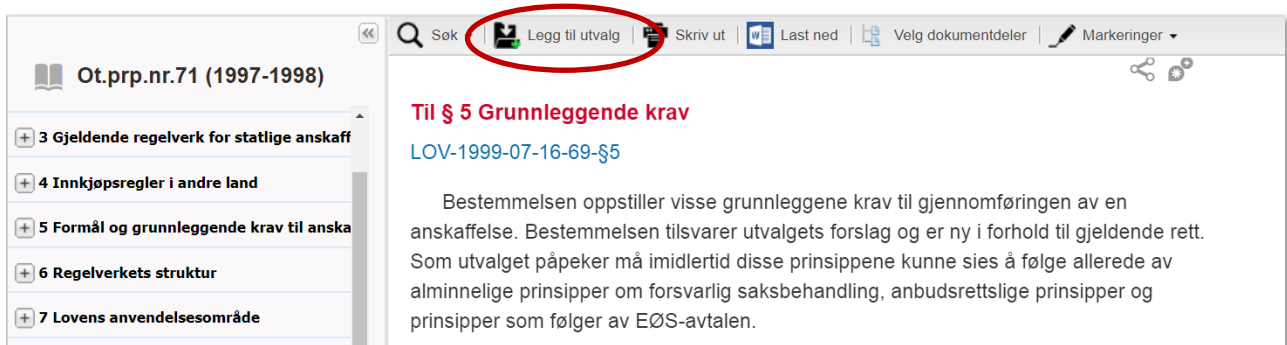 Søk
Legg til utvalg
Skriv ut
Last ned
Velg dokumentdeler
Markeringer
Ot.prp.nr.71 (1997-1998)
3 Gjeldende regelverk for statlige anskaff
4 Innkjøpsregler i andre land
5 Formål og grunnleggende krav til anska
6 Regelverkets struktur
7 Lovens anvendelsesområde
Til § 5 Grunnleggende krav
LOV-1999-07-16-69-§5
Bestemmelsen oppstiller visse grunnleggene krav til gjennomføringen av en
anskaffelse. Bestemmelsen tilsvarer utvalgets forslag og er ny i forhold til gjeldende rett.
Som utvalget påpeker må imidlertid disse prinsippene kunne sies å følge allerede av
alminnelige prinsipper om forsvarlig saksbehandling, anbudsrettslige prinsipper og
prinsipper som følger av EØS-avtalen.